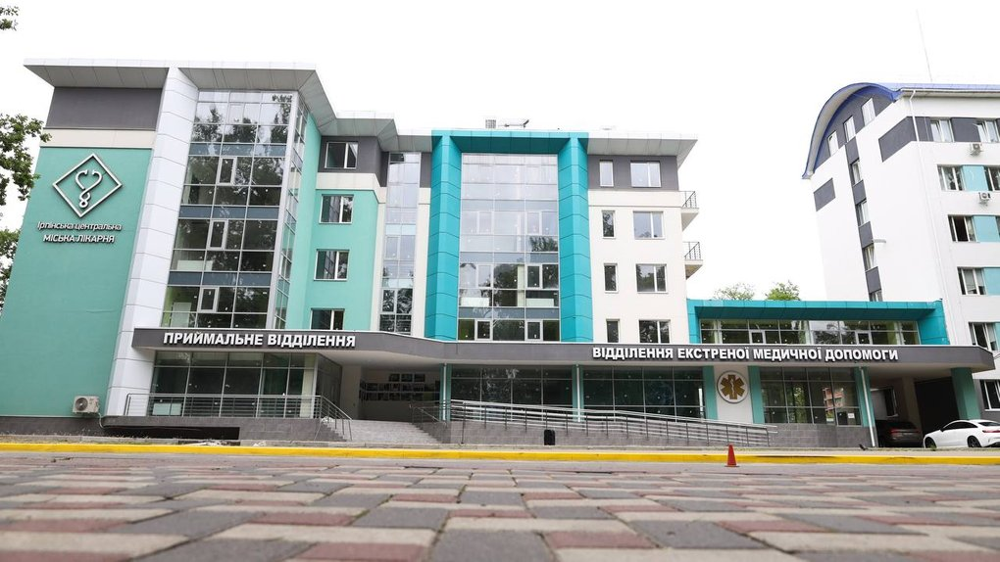 Ірпінська центральна
МІСЬКА ЛІКАРНЯ
ПРИЙМАЛЬНЕ ВІДДІЛЕННЯ
ВІДДІЛЕННЯ ЕКСТРЕНОЇ МЕДИЧНОЇ ДОПОМОГИ